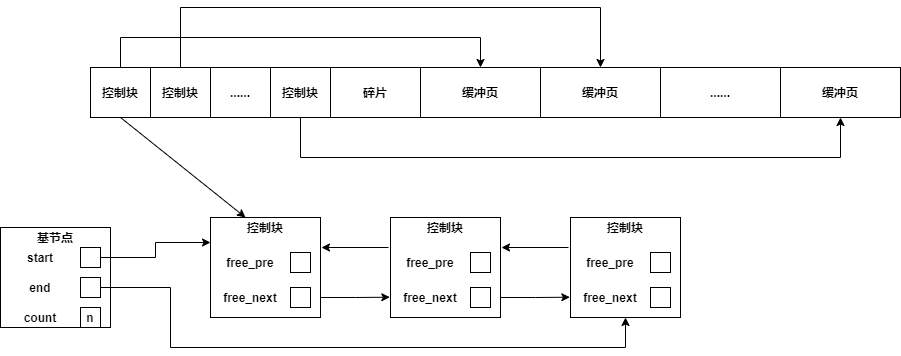 控制块
控制块
......
控制块
碎片
缓冲页
缓冲页
......
缓冲页
基节点
start
end
count
n
控制块
free_pre
free_next
控制块
free_pre
free_next
控制块
free_pre
free_next